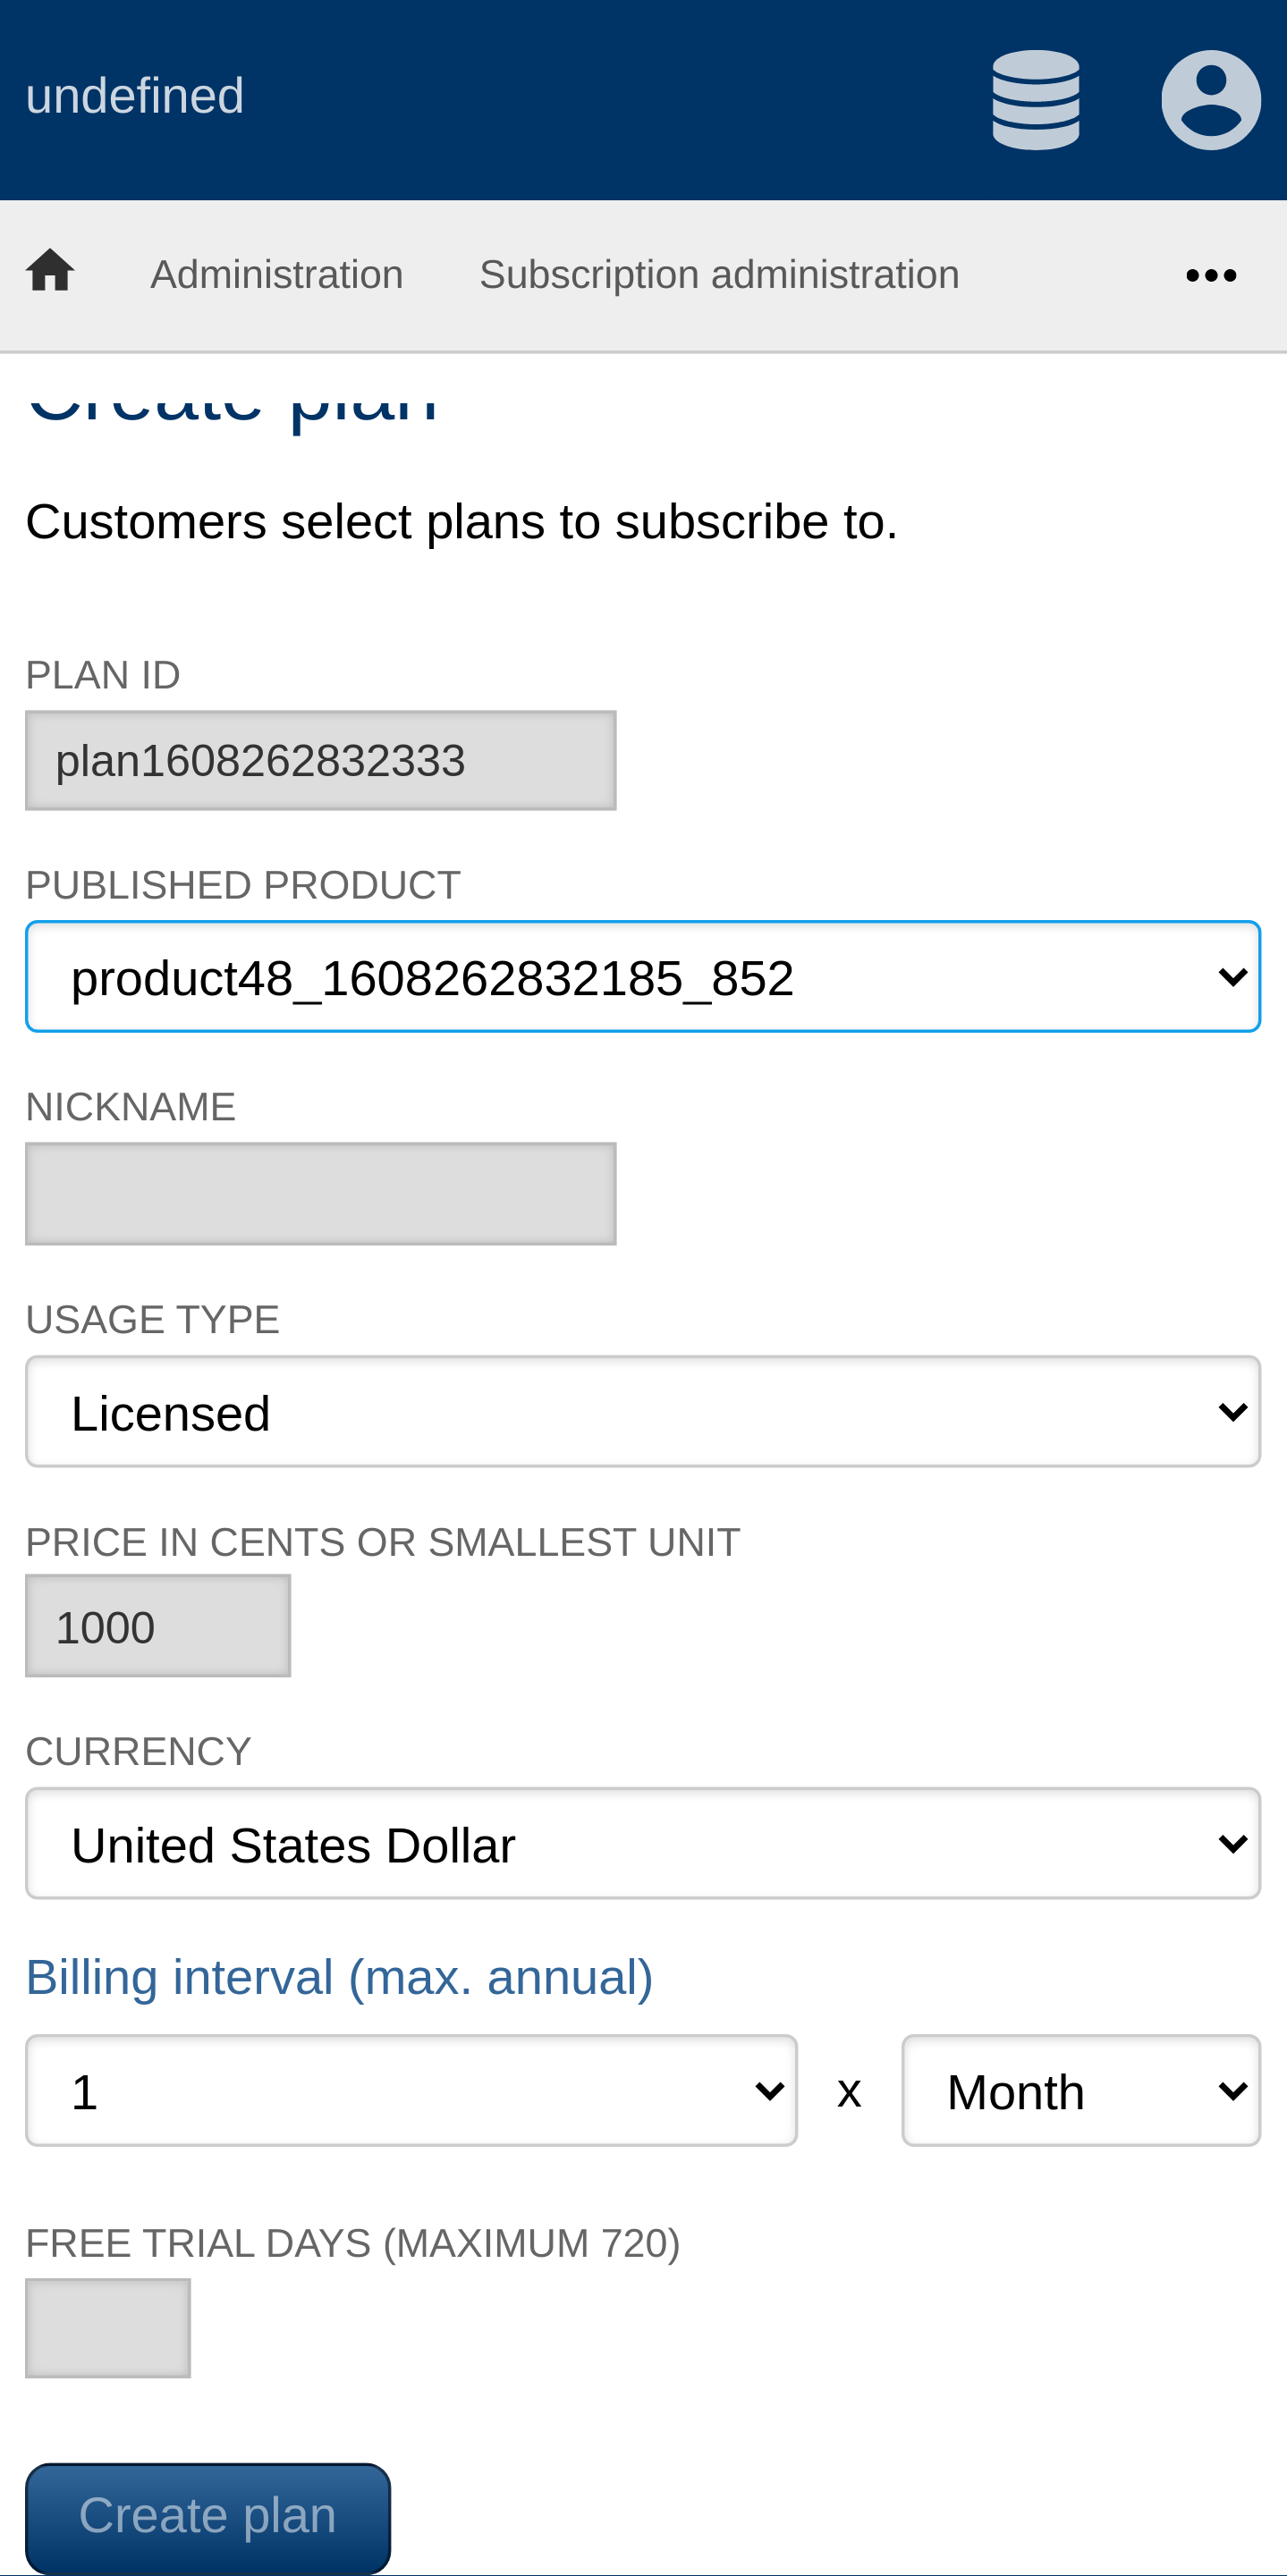 undefined
Administration Subscription administration
Create plan
Customers select plans to subscribe to.
PLAN ID
plan1608262832333
PUBLISHED PRODUCT
product48_1608262832185_852
NICKNAME
USAGE TYPE
Licensed
PRICE IN CENTS OR SMALLEST UNIT
1000
CURRENCY
United States Dollar
Billing interval (max. annual)
1 x Month
FREE TRIAL DAYS (MAXIMUM 720)
Create plan